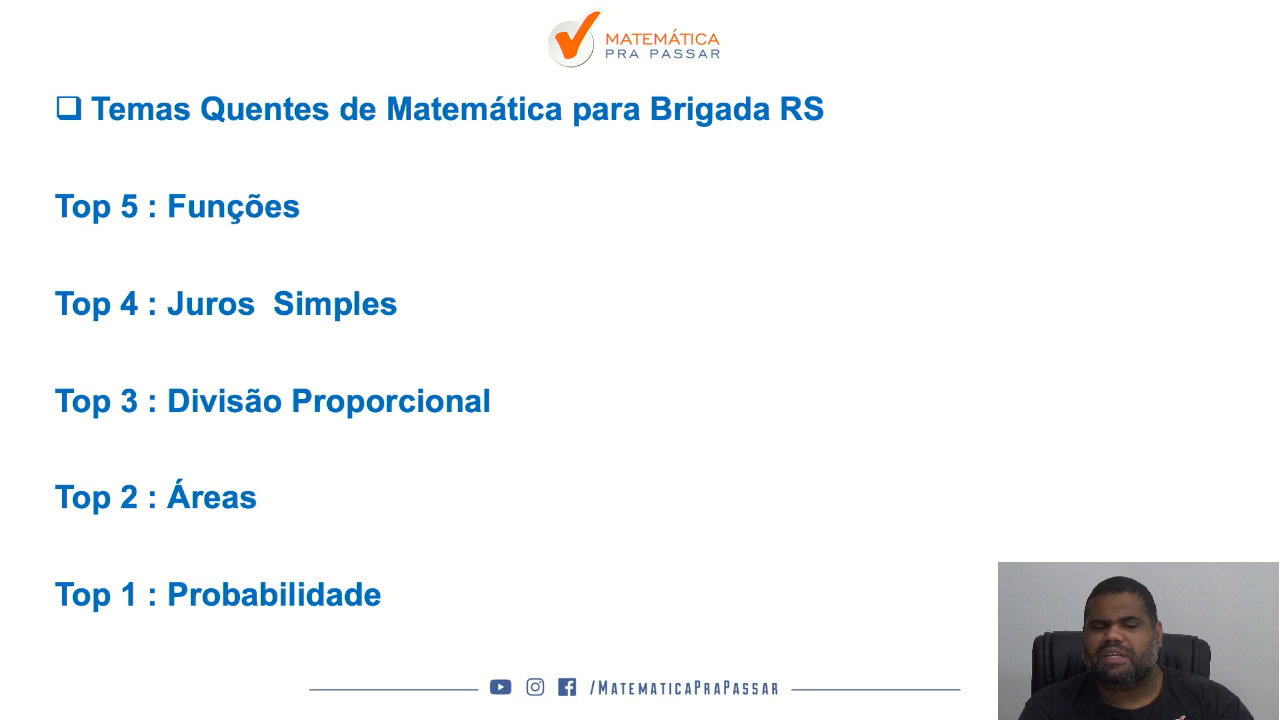 MATEMÁTICA
PRA PASSAR
Temas Quentes de Matemática para Brigada RS
Top 5 : Funções
Top 4 : Juros  Simples
Top 3 : Divisão Proporcional
Top 2 : Áreas
Top 1 : Probabilidade
/MATEMATICAPRAPASSAR